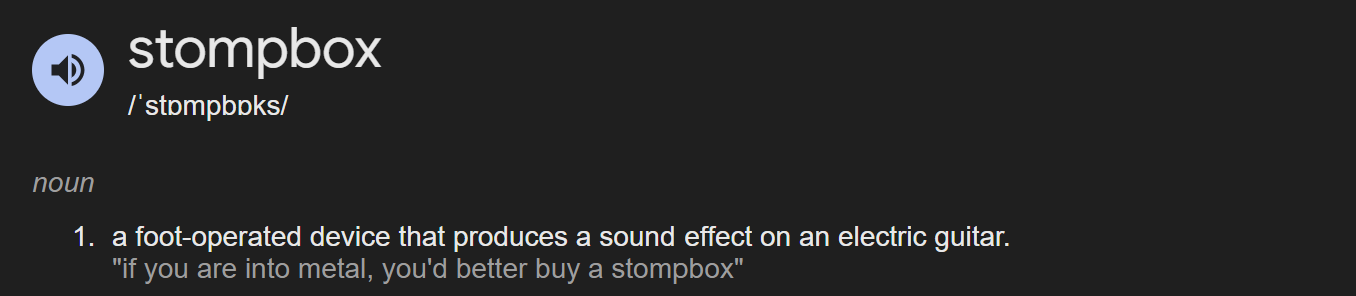 stompbox
/ˈstɒmpbɒks/
noun
1. a foot-operated device that produces a sound effect on an electric guitar.
"if you are into metal, you'd better buy a stompbox"